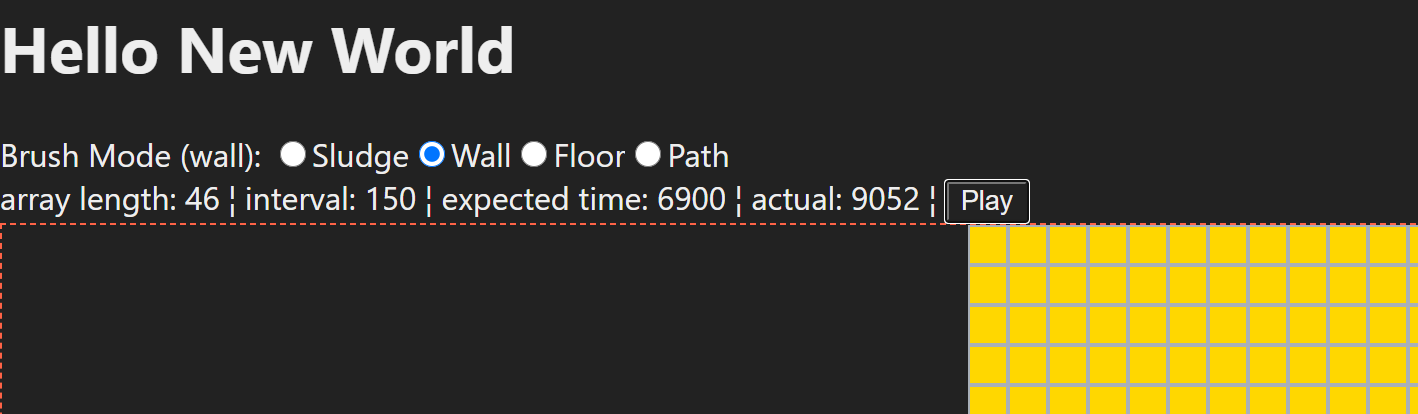 Hello New World
Brush Mode (wall): Sludge Wall Floor Path
array length: 46 ¦ interval: 150 ¦ expected time: 6900 ¦ actual: 9052 ¦ Play